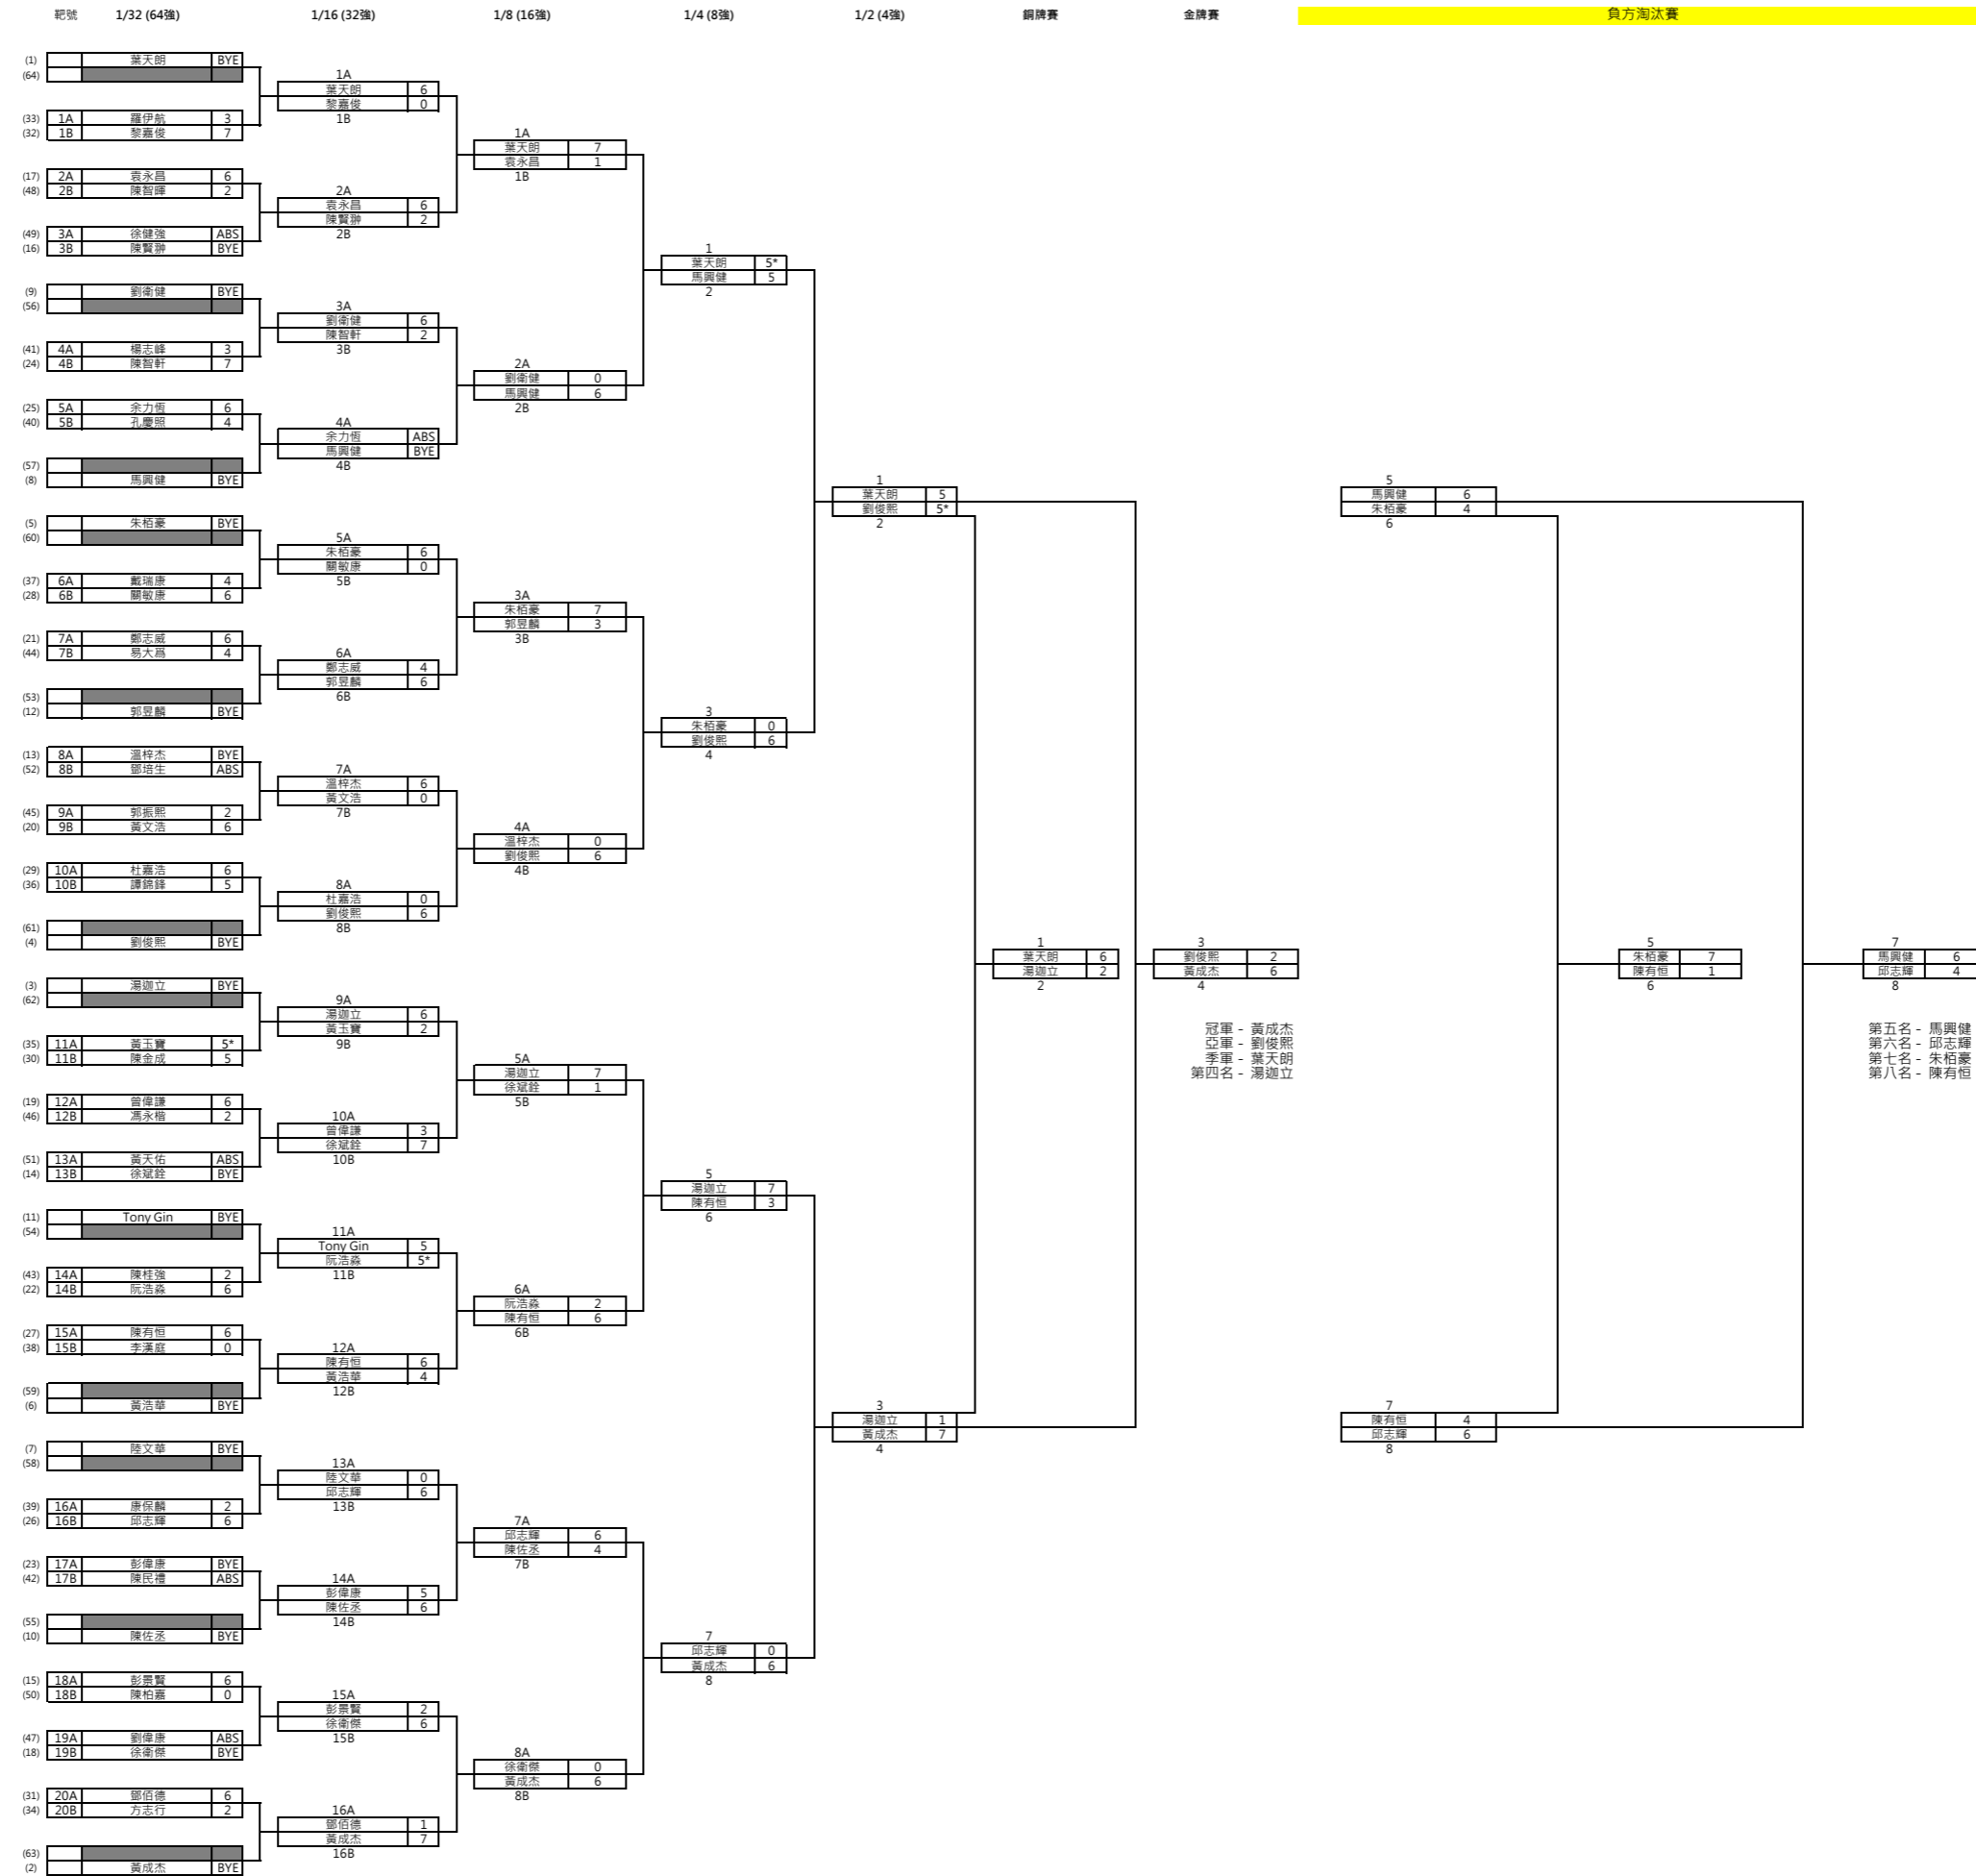 靶號 1/32 (64強) 1/16 (32強) 1/8 (16強) 1/4 (8強) 1/2 (4強) 銅牌賽 金牌賽 負方淘汰賽
(1) 葉天朗 BYE
(64)
(33) 1A 羅伊航 3
(32) 1B 黎嘉俊 7
(17) 2A 袁永昌 6
(48) 2B 陳智暉 2
(49) 3A 徐健強 ABS
(16) 3B 陳賢翀 BYE
(9) 劉衛健 BYE
(56)
(41) 4A 楊志峰 3
(24) 4B 陳智軒 7
(25) 5A 余力恆 6
(40) 5B 孔慶照 4
(57)
(8) 馬興健 BYE
(5) 朱栢豪 BYE
(60)
(37) 6A 戴瑞康 4
(28) 6B 關敏康 6
(21) 7A 鄭志威 6
(44) 7B 易大爲 4
(53)
(12) 郭昱麟 BYE
(13) 8A 溫梓杰 BYE
(52) 8B 鄧培生 ABS
(45) 9A 郭振熙 2
(20) 9B 黃文浩 6
(29) 10A 杜嘉浩 6
(36) 10B 譚錦鋒 5
(61)
(4) 劉俊熙 BYE
(3) 湯迦立 BYE
(62)
(35) 11A 黃玉寶 5*
(30) 11B 陳金成 5
(19) 12A 曾偉謙 6
(46) 12B 馮永楷 2
(51) 13A 黃天佑 ABS
(14) 13B 徐斌銓 BYE
(11) Tony Gin BYE
(54)
(43) 14A 陳桂強 2
(22) 14B 阮浩淼 6
(27) 15A 陳有恒 6
(38) 15B 李漢庭 0
(59)
(6) 黃浩華 BYE
(7) 陸文華 BYE
(58)
(39) 16A 康保麟 2
(26) 16B 邱志輝 6
(23) 17A 彭偉康 BYE
(42) 17B 陳民禮 ABS
(55)
(10) 陳佐丞 BYE
(15) 18A 彭景賢 6
(50) 18B 陳柏嘉 0
(47) 19A 劉偉康 ABS
(18) 19B 徐衛傑 BYE
(31) 20A 鄧佰德 6
(34) 20B 方志行 2
(63)
(2) 黃成杰 BYE
1A
葉天朗 6
黎嘉俊 0
1B
2A
袁永昌 6
陳賢翀 2
2B
3A
劉衛健 6
陳智軒 2
3B
4A
余力恆 ABS
馬興健 BYE
4B
5A
朱栢豪 6
關敏康 0
5B
6A
鄭志威 4
郭昱麟 6
6B
7A
溫梓杰 6
黃文浩 0
7B
8A
杜嘉浩 0
劉俊熙 6
8B
9A
湯迦立 6
黃玉寶 2
9B
10A
曾偉謙 3
徐斌銓 7
10B
11A
Tony Gin 5
阮浩淼 5*
11B
12A
陳有恒 6
黃浩華 4
12B
13A
陸文華 0
邱志輝 6
13B
14A
彭偉康 5
陳佐丞 6
14B
15A
彭景賢 2
徐衛傑 6
15B
16A
鄧佰德 1
黃成杰 7
16B
1A
葉天朗 7
袁永昌 1
1B
2A
劉衛健 0
馬興健 6
2B
3A
朱栢豪 7
郭昱麟 3
3B
4A
溫梓杰 0
劉俊熙 6
4B
5A
湯迦立 7
徐斌銓 1
5B
6A
阮浩淼 2
陳有恒 6
6B
7A
邱志輝 6
陳佐丞 4
7B
8A
徐衛傑 0
黃成杰 6
8B
1
葉天朗 5*
馬興健 5
2
3
朱栢豪 0
劉俊熙 6
4
5
湯迦立 7
陳有恒 3
6
7
邱志輝 0
黃成杰 6
8
1
葉天朗 5
劉俊熙 5*
2
3
湯迦立 1
黃成杰 7
4
1
葉天朗 6
湯迦立 2
2
3
劉俊熙 2
黃成杰 6
4
冠軍 - 黃成杰
亞軍 - 劉俊熙
季軍 - 葉天朗
第四名 - 湯迦立
5
馬興健 6
朱栢豪 4
6
7
陳有恒 4
邱志輝 6
8
5
朱栢豪 7
陳有恒 1
6
7
馬興健 6
邱志輝 4
8
第五名 - 馬興健
第六名 - 邱志輝
第七名 - 朱栢豪
第八名 - 陳有恒